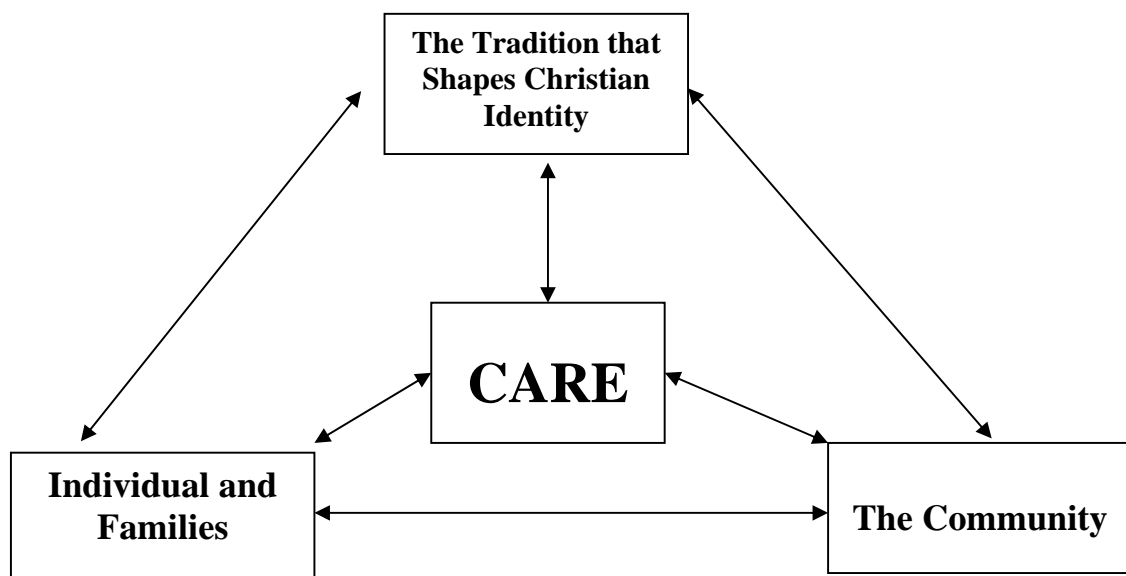 The Tradition that
Shapes Christian
Identity
CARE
Individual and
Families
The Community